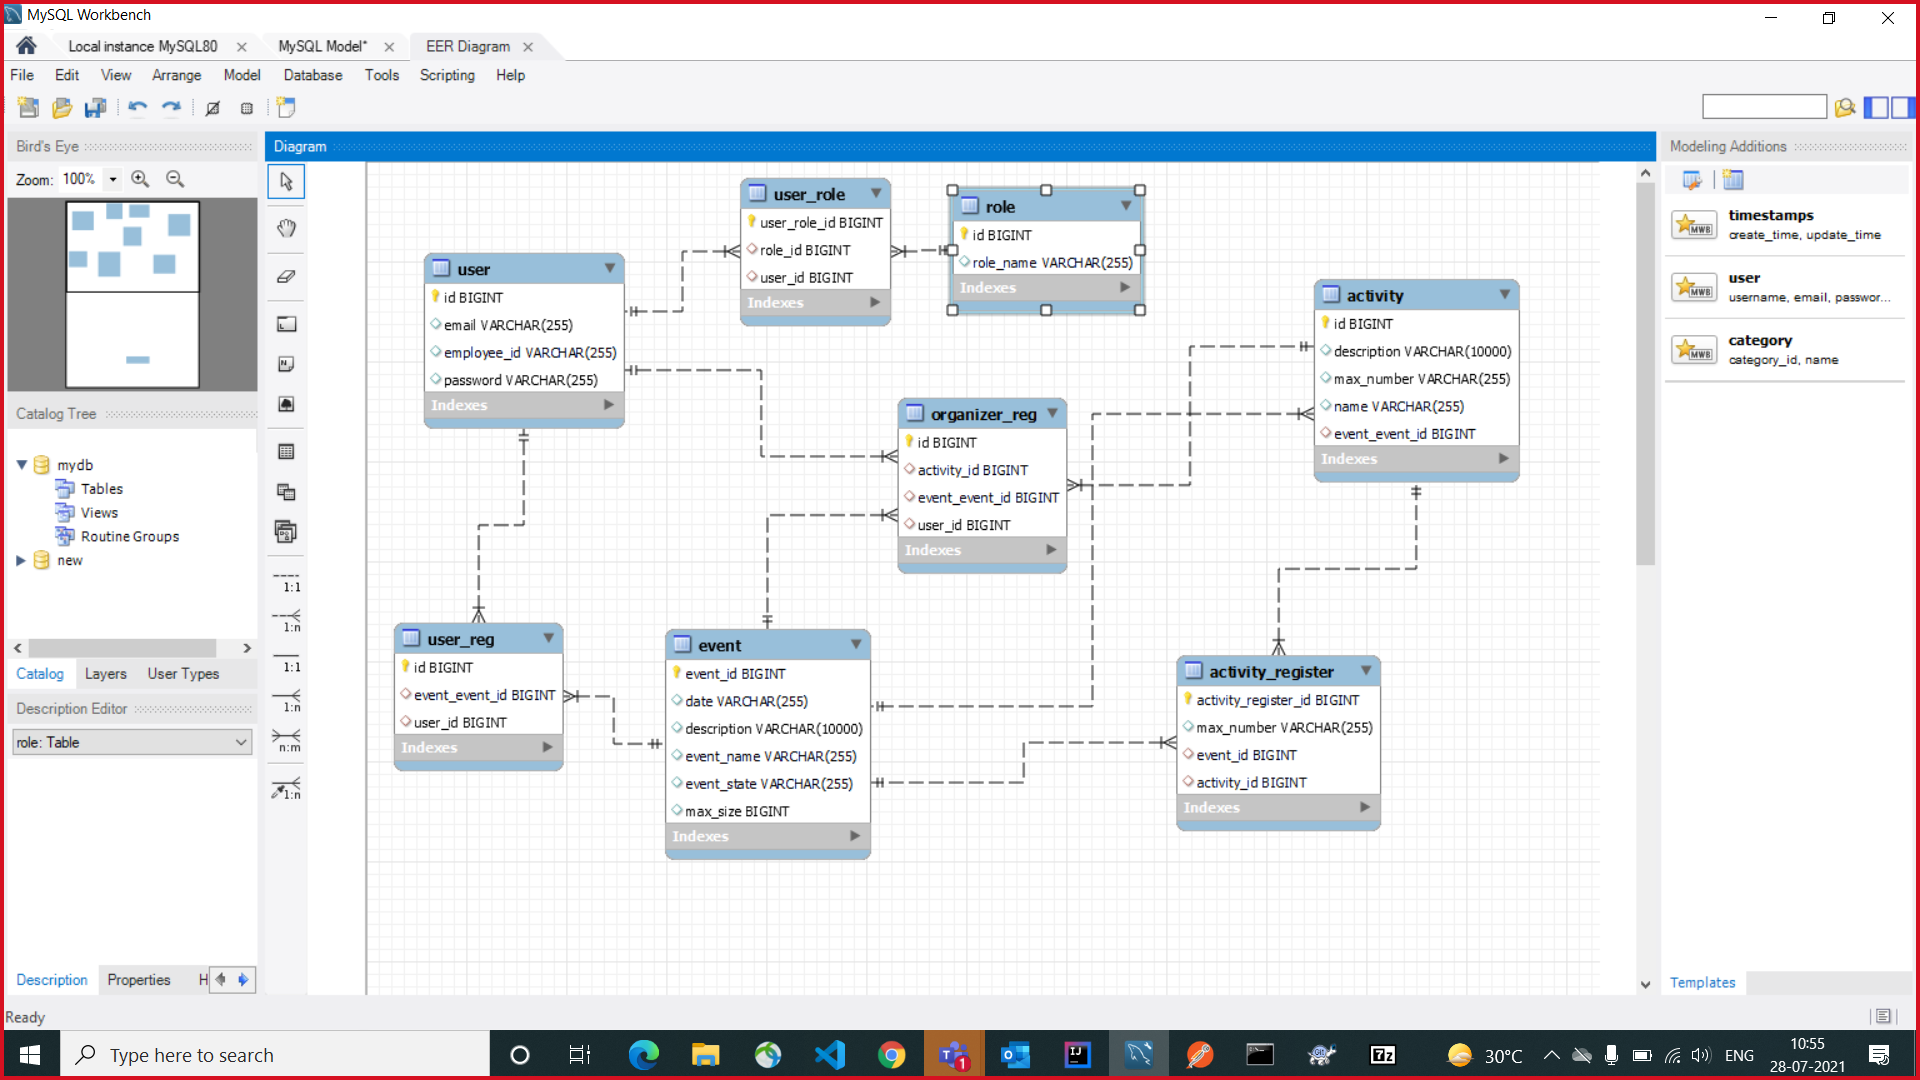 MySQL Workbench
Local instance MySQL80
MySQL Model*
EER Diagram
File Edit View Arrange Model Database Tools Scripting Help
Bird's Eye
Zoom: 100%
Catalog Tree
mydb
Tables
Views
Routine Groups
new
Catalog Layers User Types
Description Editor
role: Table
Description Properties H
Ready
1:1
1:n
1:1
1:n
n:m
1:n
Diagram
user_role
user_role_id BIGINT
role_id BIGINT
user_id BIGINT
Indexes
role
id BIGINT
role_name VARCHAR(255)
Indexes
user
id BIGINT
email VARCHAR(255)
employee_id VARCHAR(255)
password VARCHAR(255)
Indexes
activity
id BIGINT
description VARCHAR(10000)
max_number VARCHAR(255)
name VARCHAR(255)
event_event_id BIGINT
Indexes
organizer_reg
id BIGINT
activity_id BIGINT
event_event_id BIGINT
user_id BIGINT
Indexes
user_reg
id BIGINT
event_event_id BIGINT
user_id BIGINT
Indexes
event
event_id BIGINT
date VARCHAR(255)
description VARCHAR(10000)
event_name VARCHAR(255)
event_state VARCHAR(255)
max_size BIGINT
Indexes
activity_register
activity_register_id BIGINT
max_number VARCHAR(255)
event_id BIGINT
activity_id BIGINT
Indexes
Modeling Additions
MWB
timestamps
create_time, update_time
MWB
user
username, email, passwor...
MWB
category
category_id, name
Templates
Type here to search
1
IJ
7z
30°C
ENG
10:55
28-07-2021